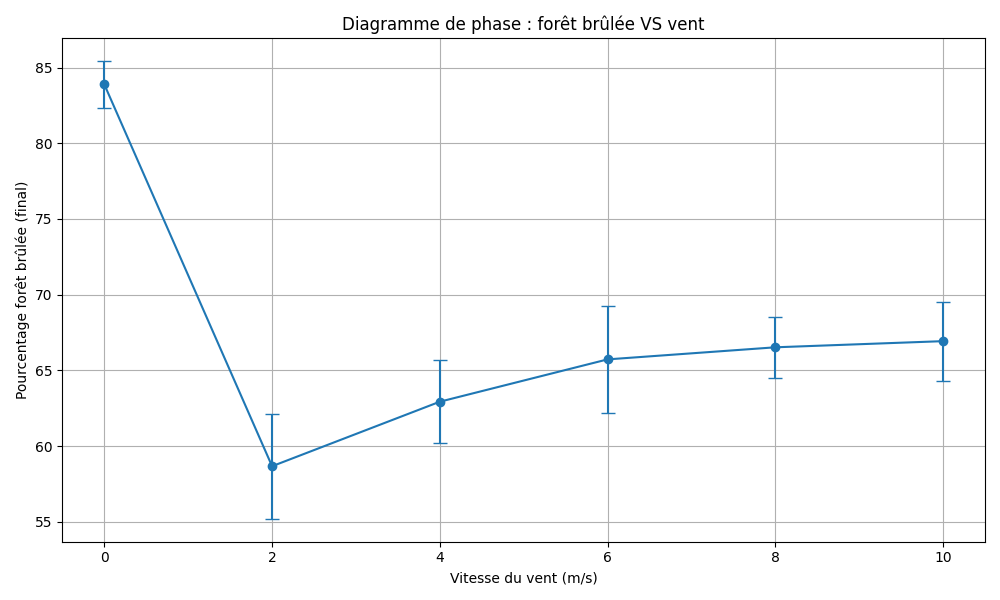 Diagramme de phase : forêt brûlée VS vent
Pourcentage forêt brûlée (final)
85
80
75
70
65
60
55
0 2 4 6 8 10
Vitesse du vent (m/s)